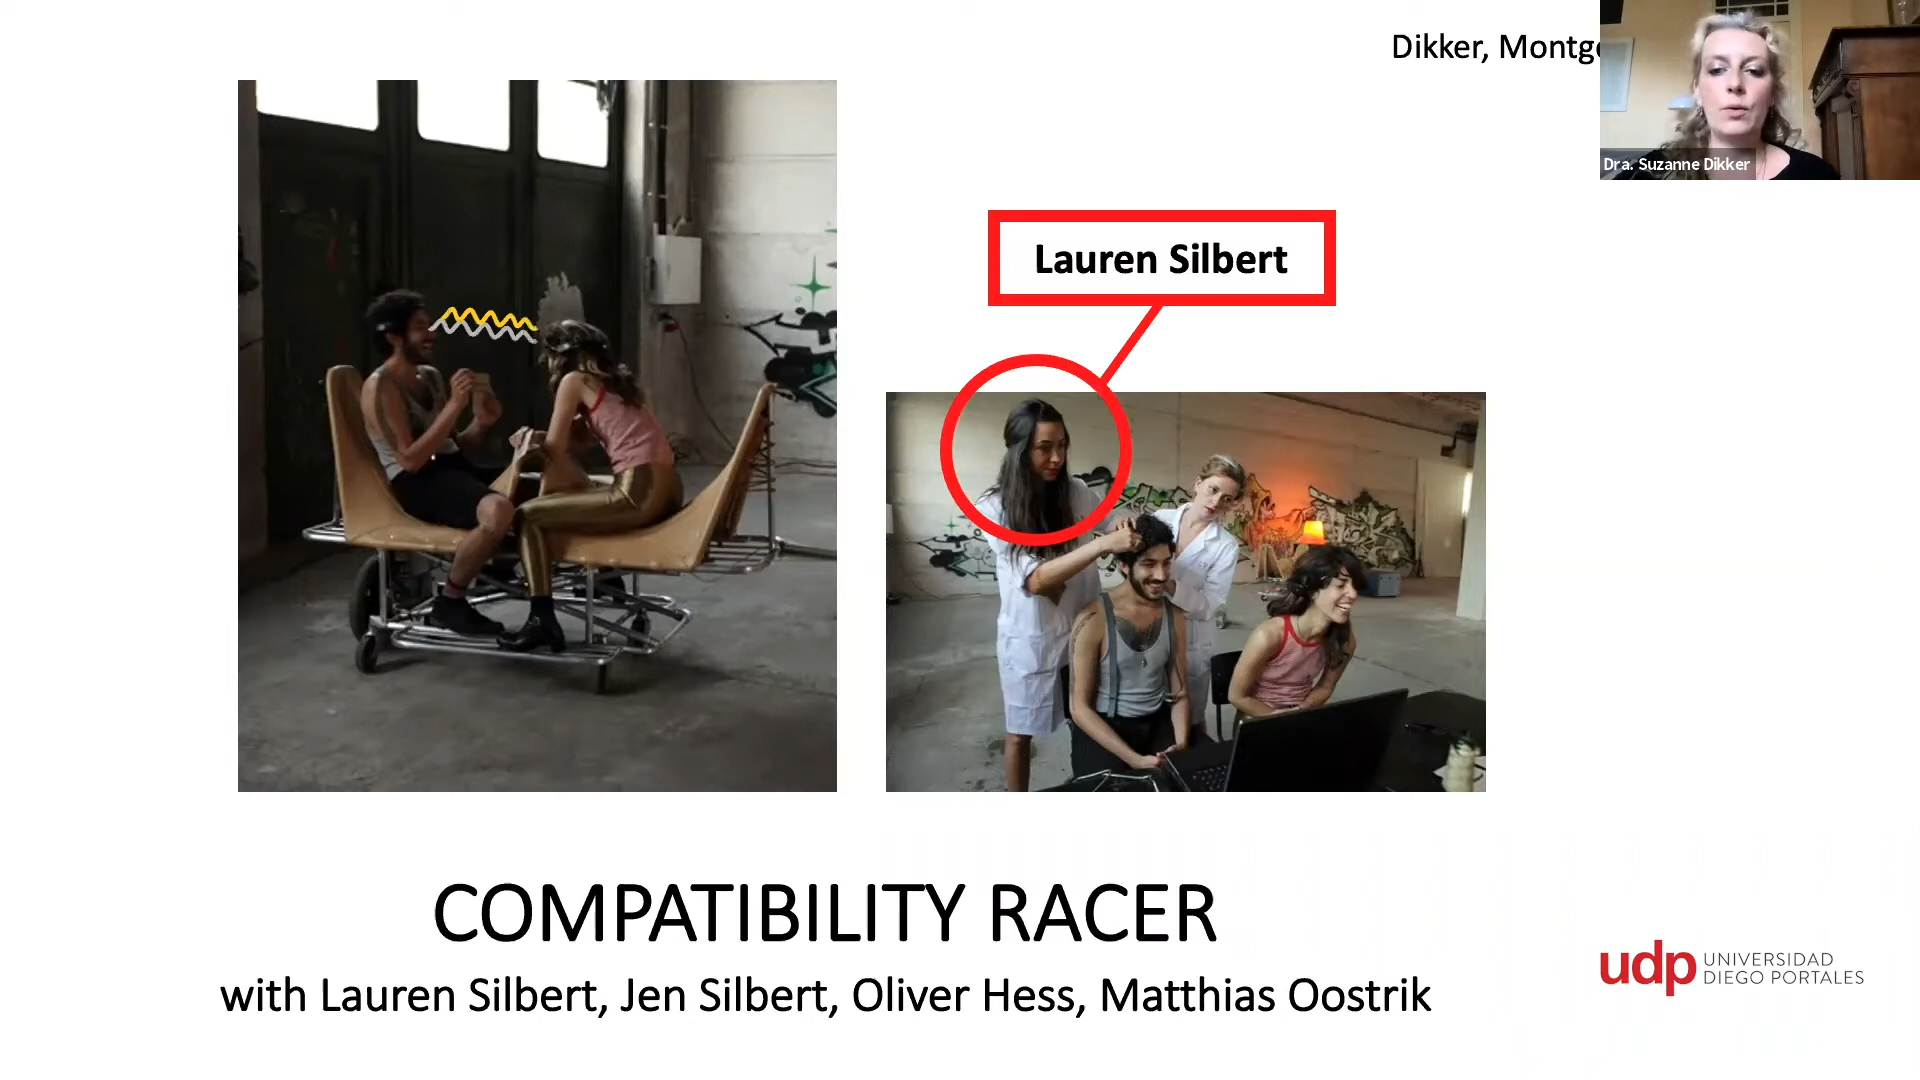 Dikker, Montg
Dra. Suzanne Dikker
Lauren Silbert
COMPATIBILITY RACER
with Lauren Silbert, Jen Silbert, Oliver Hess, Matthias Oostrik
udp UNIVERSIDAD
DIEGO PORTALES